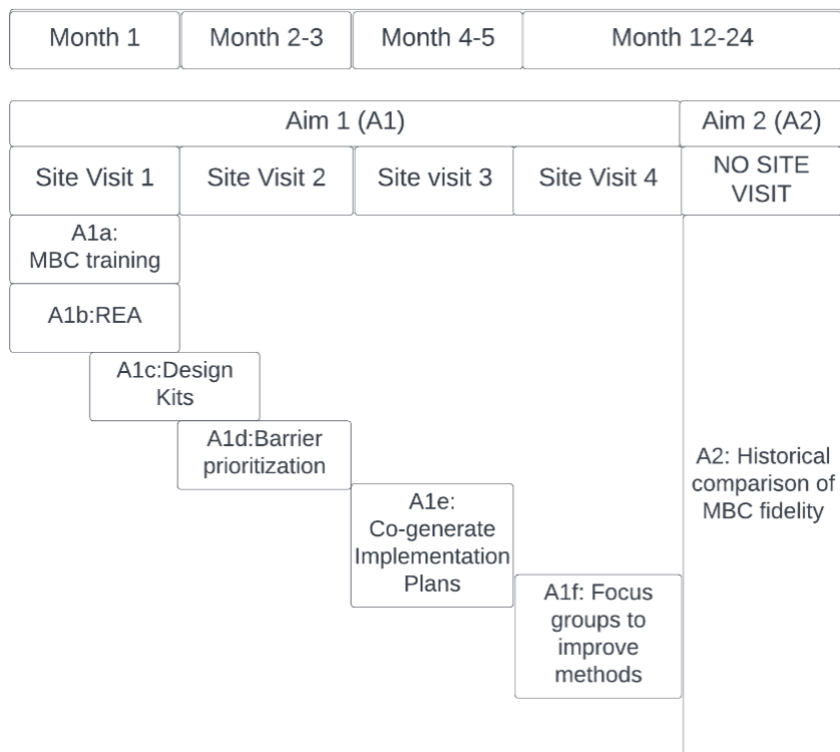 Month 1
Month 2-3
Month 4-5
Month 12-24
Aim 1 (A1)
Aim 2 (A2)
Site Visit 1
Site Visit 2
Site visit 3
Site Visit 4
NO SITE
VISIT
A1a:
MBC training
A1b:REA
A1c:Design
Kits
A1d:Barrier
prioritization
A1e:
Co-generate
Implementation
Plans
A1f: Focus
groups to
improve
methods
A2: Historical
comparison of
MBC fidelity